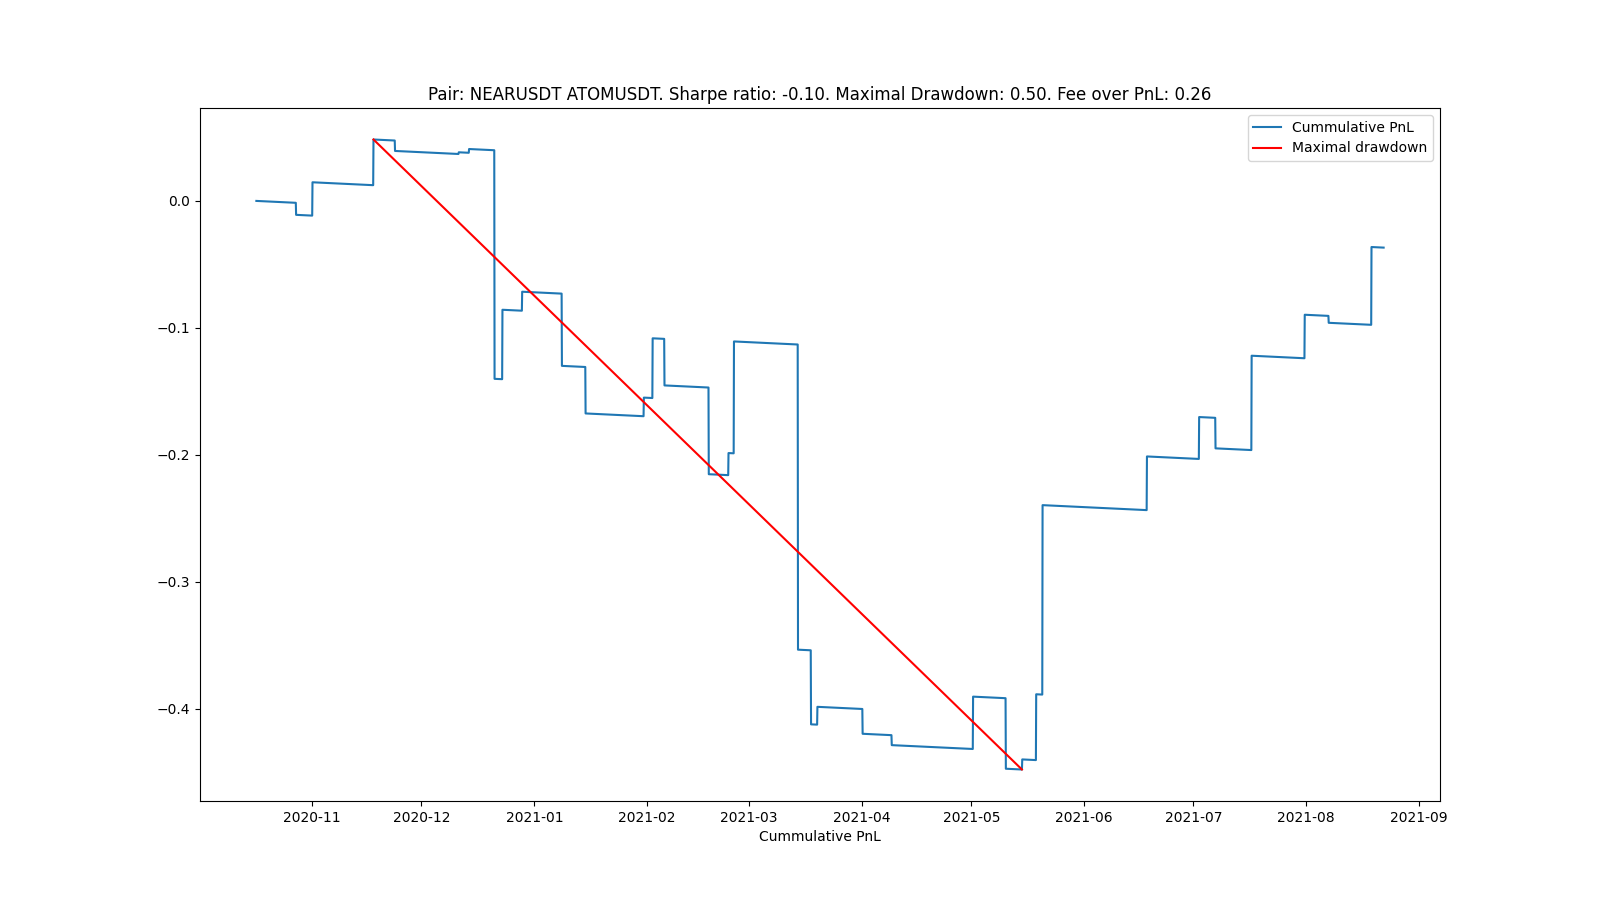 Pair: NEARUSDT ATOMUSDT. Sharpe ratio: -0.10. Maximal Drawdown: 0.50. Fee over PnL: 0.26
Cummulative PnL
Maximal drawdown
0.0
−0.1
−0.2
−0.3
−0.4
2020-11 2020-12 2021-01 2021-02 2021-03 2021-04 2021-05 2021-06 2021-07 2021-08 2021-09
Cummulative PnL